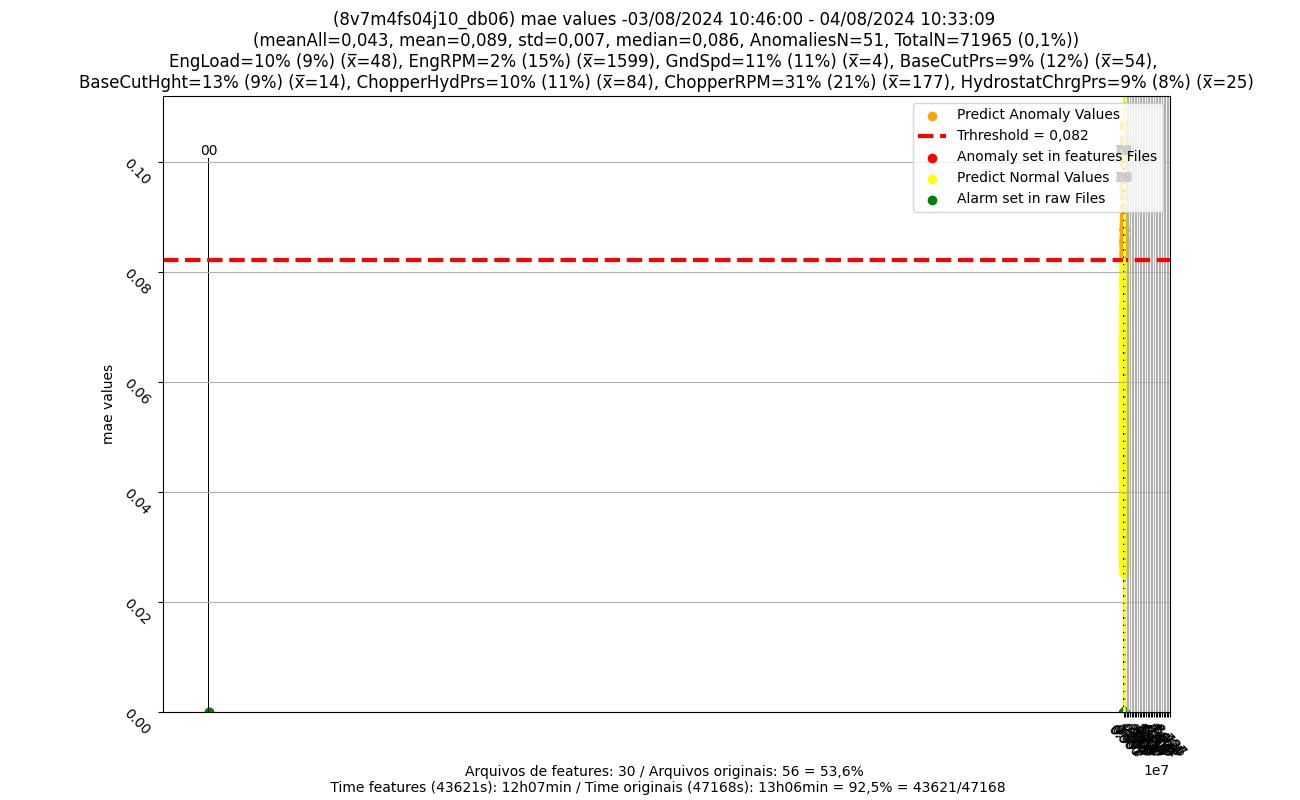 (8v7m4fs04j10_db06) mae values -03/08/2024 10:46:00 - 04/08/2024 10:33:09
(meanAll=0,043, mean=0,089, std=0,007, median=0,086, AnomaliesN=51, TotalN=71965 (0,1%))
EngLoad=10% (9%) (x̅=48), EngRPM=2% (15%) (x̅=1599), GndSpd=11% (11%) (x̅=4), BaseCutPrs=9% (12%) (x̅=54),
BaseCutHght=13% (9%) (x̅=14), ChopperHydPrs=10% (11%) (x̅=84), ChopperRPM=31% (21%) (x̅=177), HydrostatChrgPrs=9% (8%) (x̅=25)
Predict Anomaly Values
Trhreshold = 0,082
Anomaly set in features Files
Predict Normal Values
Alarm set in raw Files
00
0.10
0.08
0.06
0.04
0.02
0.00
mae values
1e7
Arquivos de features: 30 / Arquivos originais: 56 = 53,6%
Time features (43621s): 12h07min / Time originais (47168s): 13h06min = 92,5% = 43621/47168